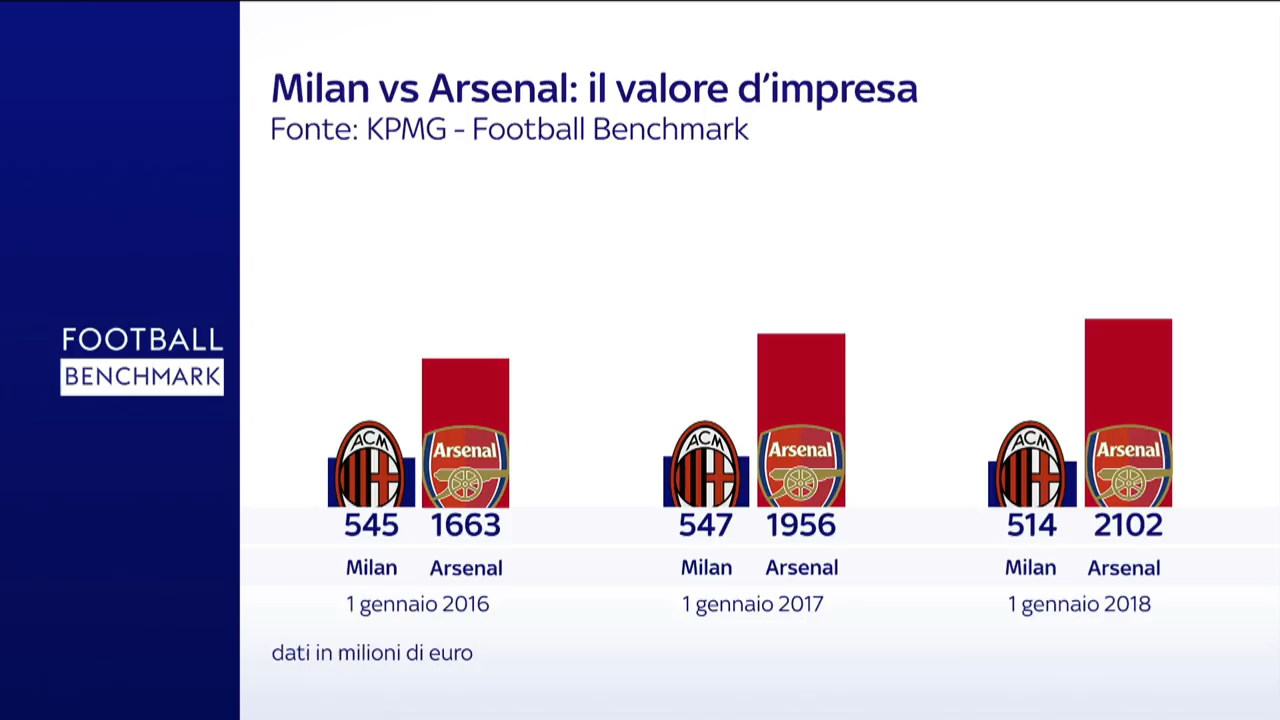 Milan vs Arsenal: il valore d'impresa
Fonte: KPMG - Football Benchmark
FOOTBALL
BENCHMARK
ACM Arsenal ACM Arsenal ACM Arsenal
545 1663 547 1956 514 2102
Milan Arsenal Milan Arsenal Milan Arsenal
1 gennaio 2016 1 gennaio 2017 1 gennaio 2018
dati in milioni di euro